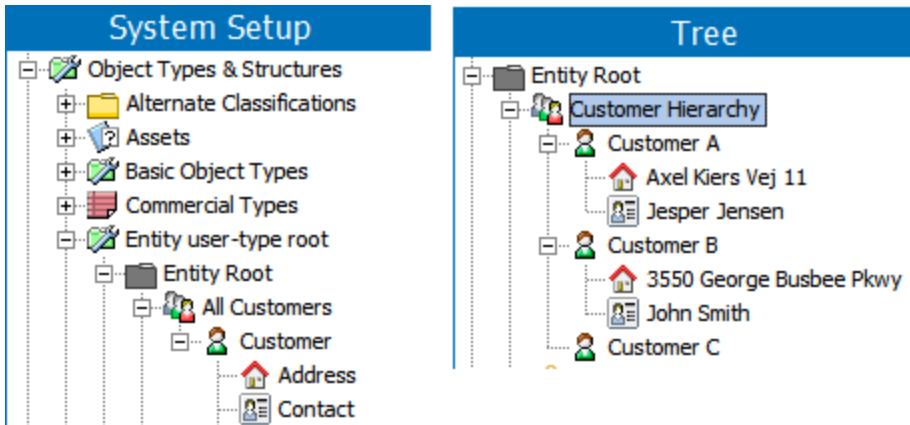 System Setup
Object Types & Structures
Alternate Classifications
Assets
Basic Object Types
Commercial Types
Entity user-type root
Entity Root
All Customers
Customer
Address
Contact
Tree
Entity Root
Customer Hierarchy
Customer A
Axel Kiers Vej 11
Jesper Jensen
Customer B
3550 George Busbee Pkwy
John Smith
Customer C